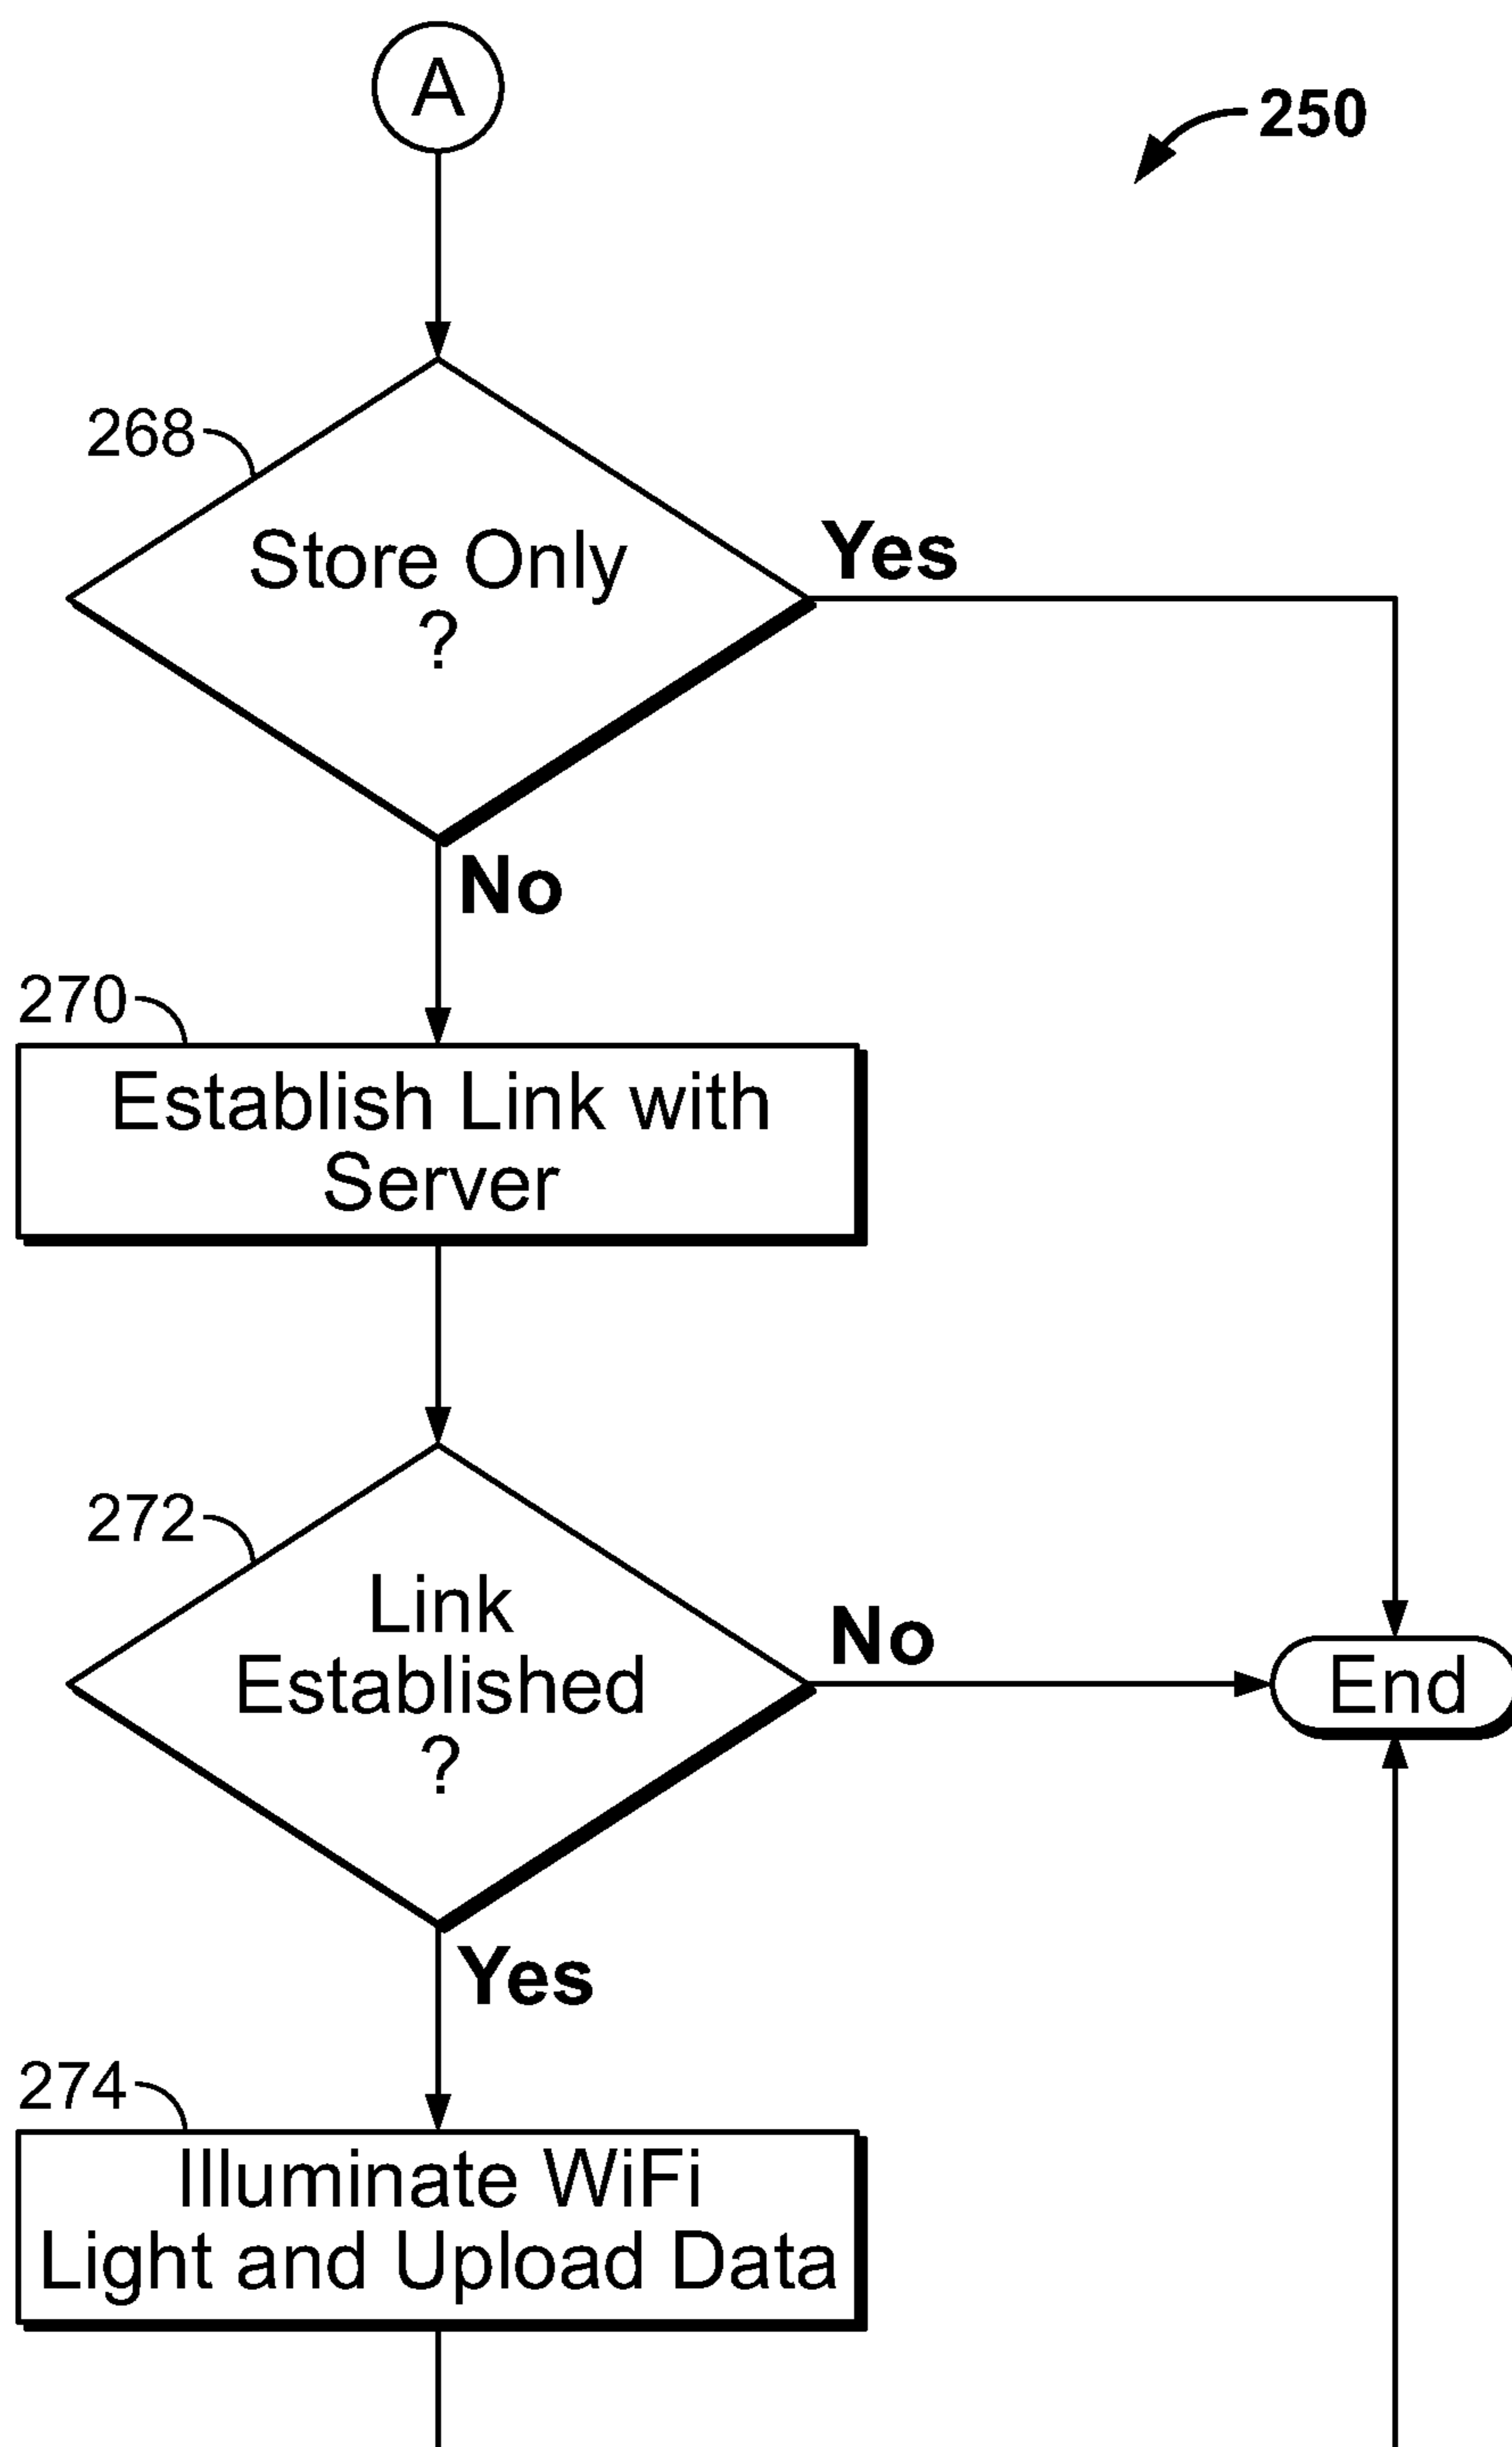 A
250
268
Store Only
?
Yes
No
270
Establish Link with
Server
272
Link
Established
?
No
End
Yes
274
Illuminate WiFi
Light and Upload Data